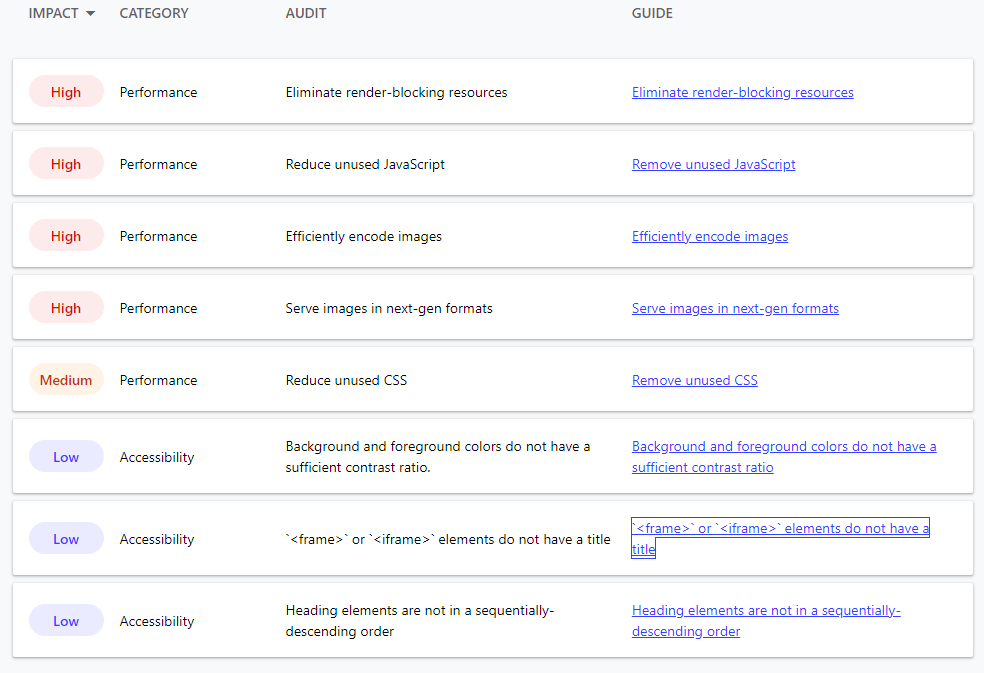 IMPACT CATEGORY AUDIT GUIDE
High Performance Eliminate render-blocking resources Eliminate render-blocking resources
High Performance Reduce unused JavaScript Remove unused JavaScript
High Performance Efficiently encode images Efficiently encode images
High Performance Serve images in next-gen formats Serve images in next-gen formats
Medium Performance Reduce unused CSS Remove unused CSS
Low Accessibility
Background and foreground colors do not have a
sufficient contrast ratio.
Background and foreground colors do not have a
sufficient contrast ratio
Low Accessibility `<frame>` or `<iframe>` elements do not have a title
`<frame>` or `<iframe>` elements do not have a
title
Low Accessibility
Heading elements are not in a sequentially-
descending order
Heading elements are not in a sequentially-
descending order